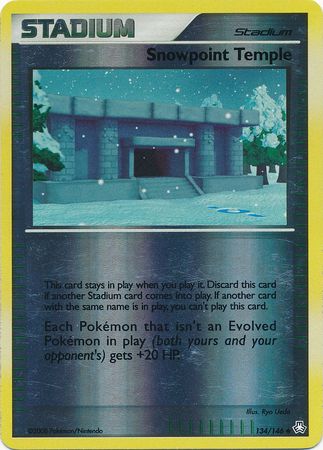 STADIUM
Stadium
Snowpoint Temple
This card stays in play when you play it. Discard this card
if another Stadium card comes into play. If another card
with the same name is in play, you can't play this card.
Each Pokémon that isn't an Evolved
Pokémon in play (both yours and your
opponent's) gets +20 HP.
Illus. Ryo Ueda
©2008 Pokémon/Nintendo
134/146